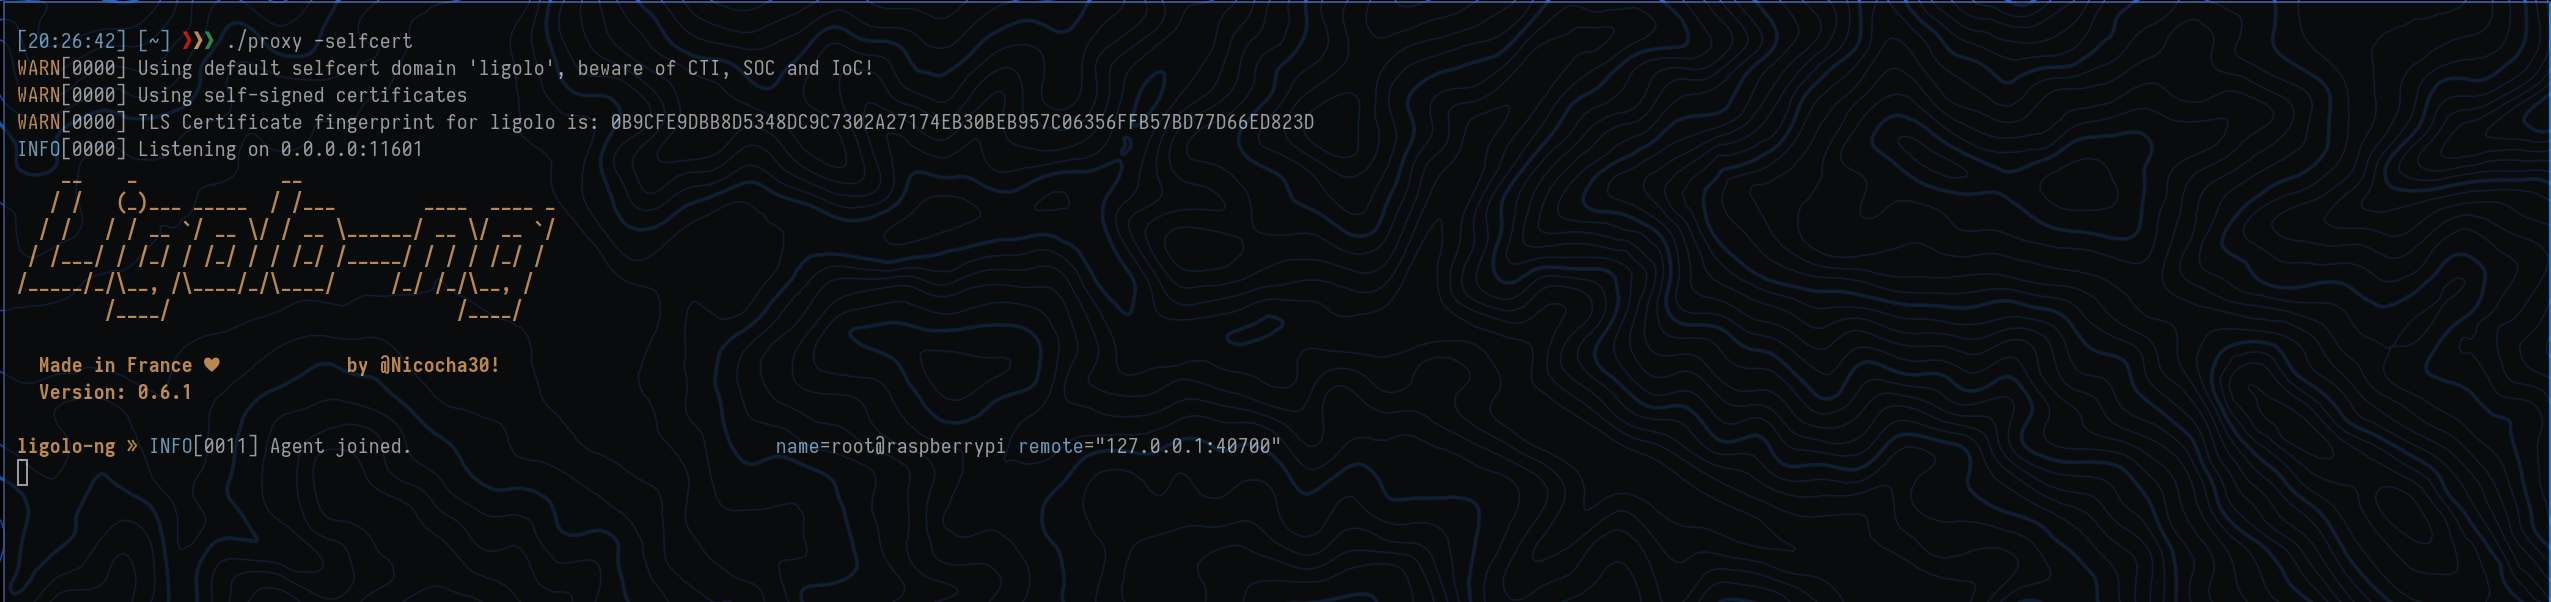 [20:26:42] [~] ❯❯❯ ./proxy -selfcert
WARN[0000] Using default selfcert domain 'ligolo', beware of CTI, SOC and IoC!
WARN[0000] Using self-signed certificates
WARN[0000] TLS Certificate fingerprint for ligolo is: 0B9CFE9DBB8D5348DC9C7302A27174EB30BEB957C06356FFB57BD77D66ED823D
INFO[0000] Listening on 0.0.0.0:11601
    __    _             __
   / /   (_)___ _____  / /___        ____  ____ _
  / /   / / __ `/ __ \/ / __ \______/ __ \/ __ `/
 / /___/ / /_/ / /_/ / / /_/ /_____/ / / / /_/ /
/_____/_/\__, /\____/_/\____/     /_/ /_/\__, /
        /____/                          /____/
  Made in France ♥            by @Nicocha30!
  Version: 0.6.1
ligolo-ng » INFO[0011] Agent joined.                                 name=root@raspberrypi remote="127.0.0.1:40700"